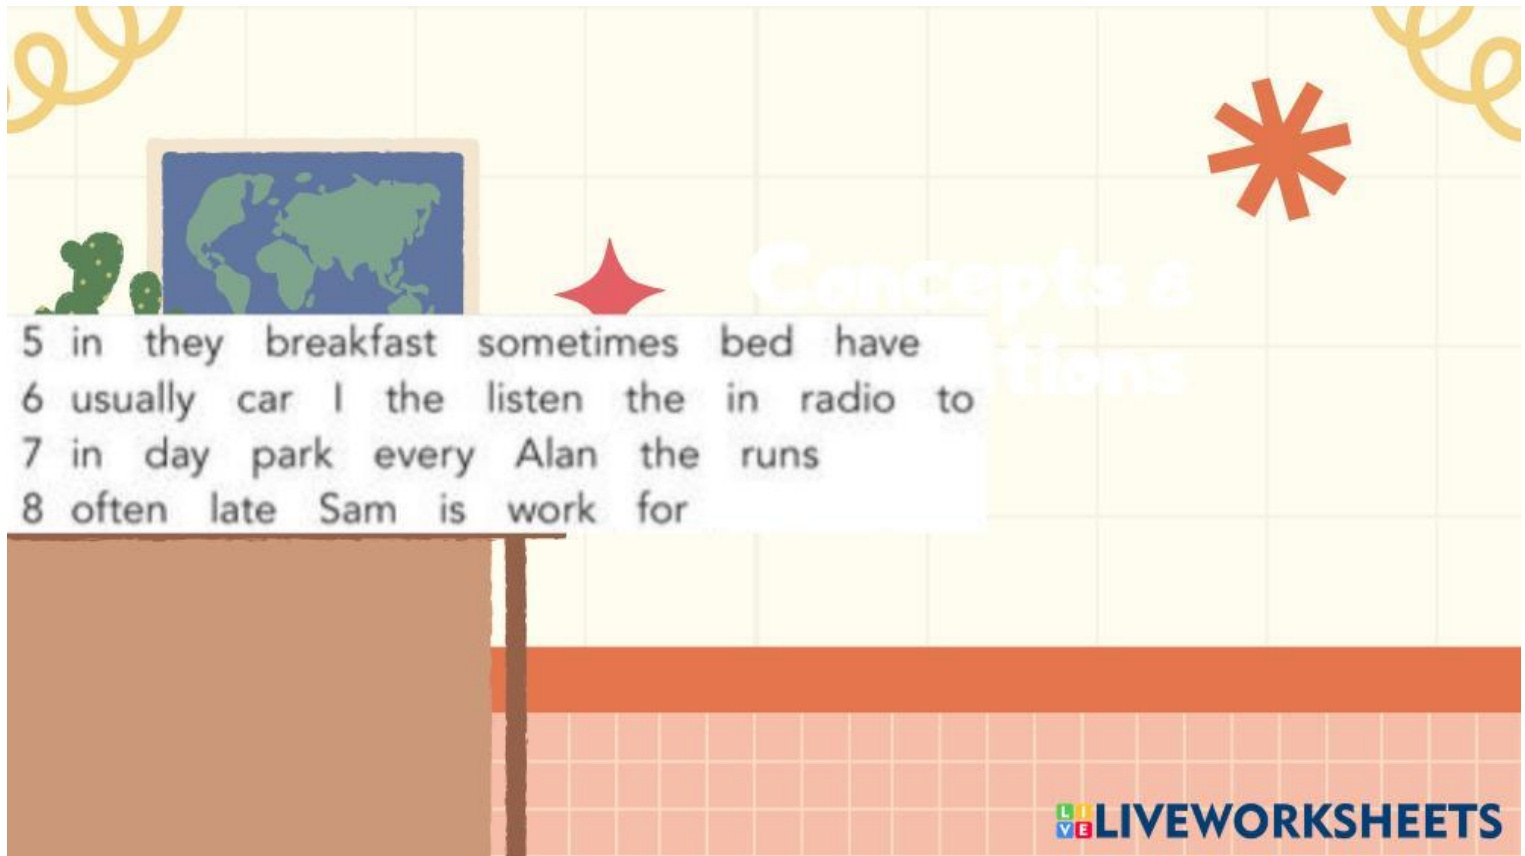 Concepts &
5 in they breakfast sometimes bed have
6 usually car I the listen the in radio to
7 in day park every Alan the runs
8 often late Sam is work for
LIVEWORKSHEETS